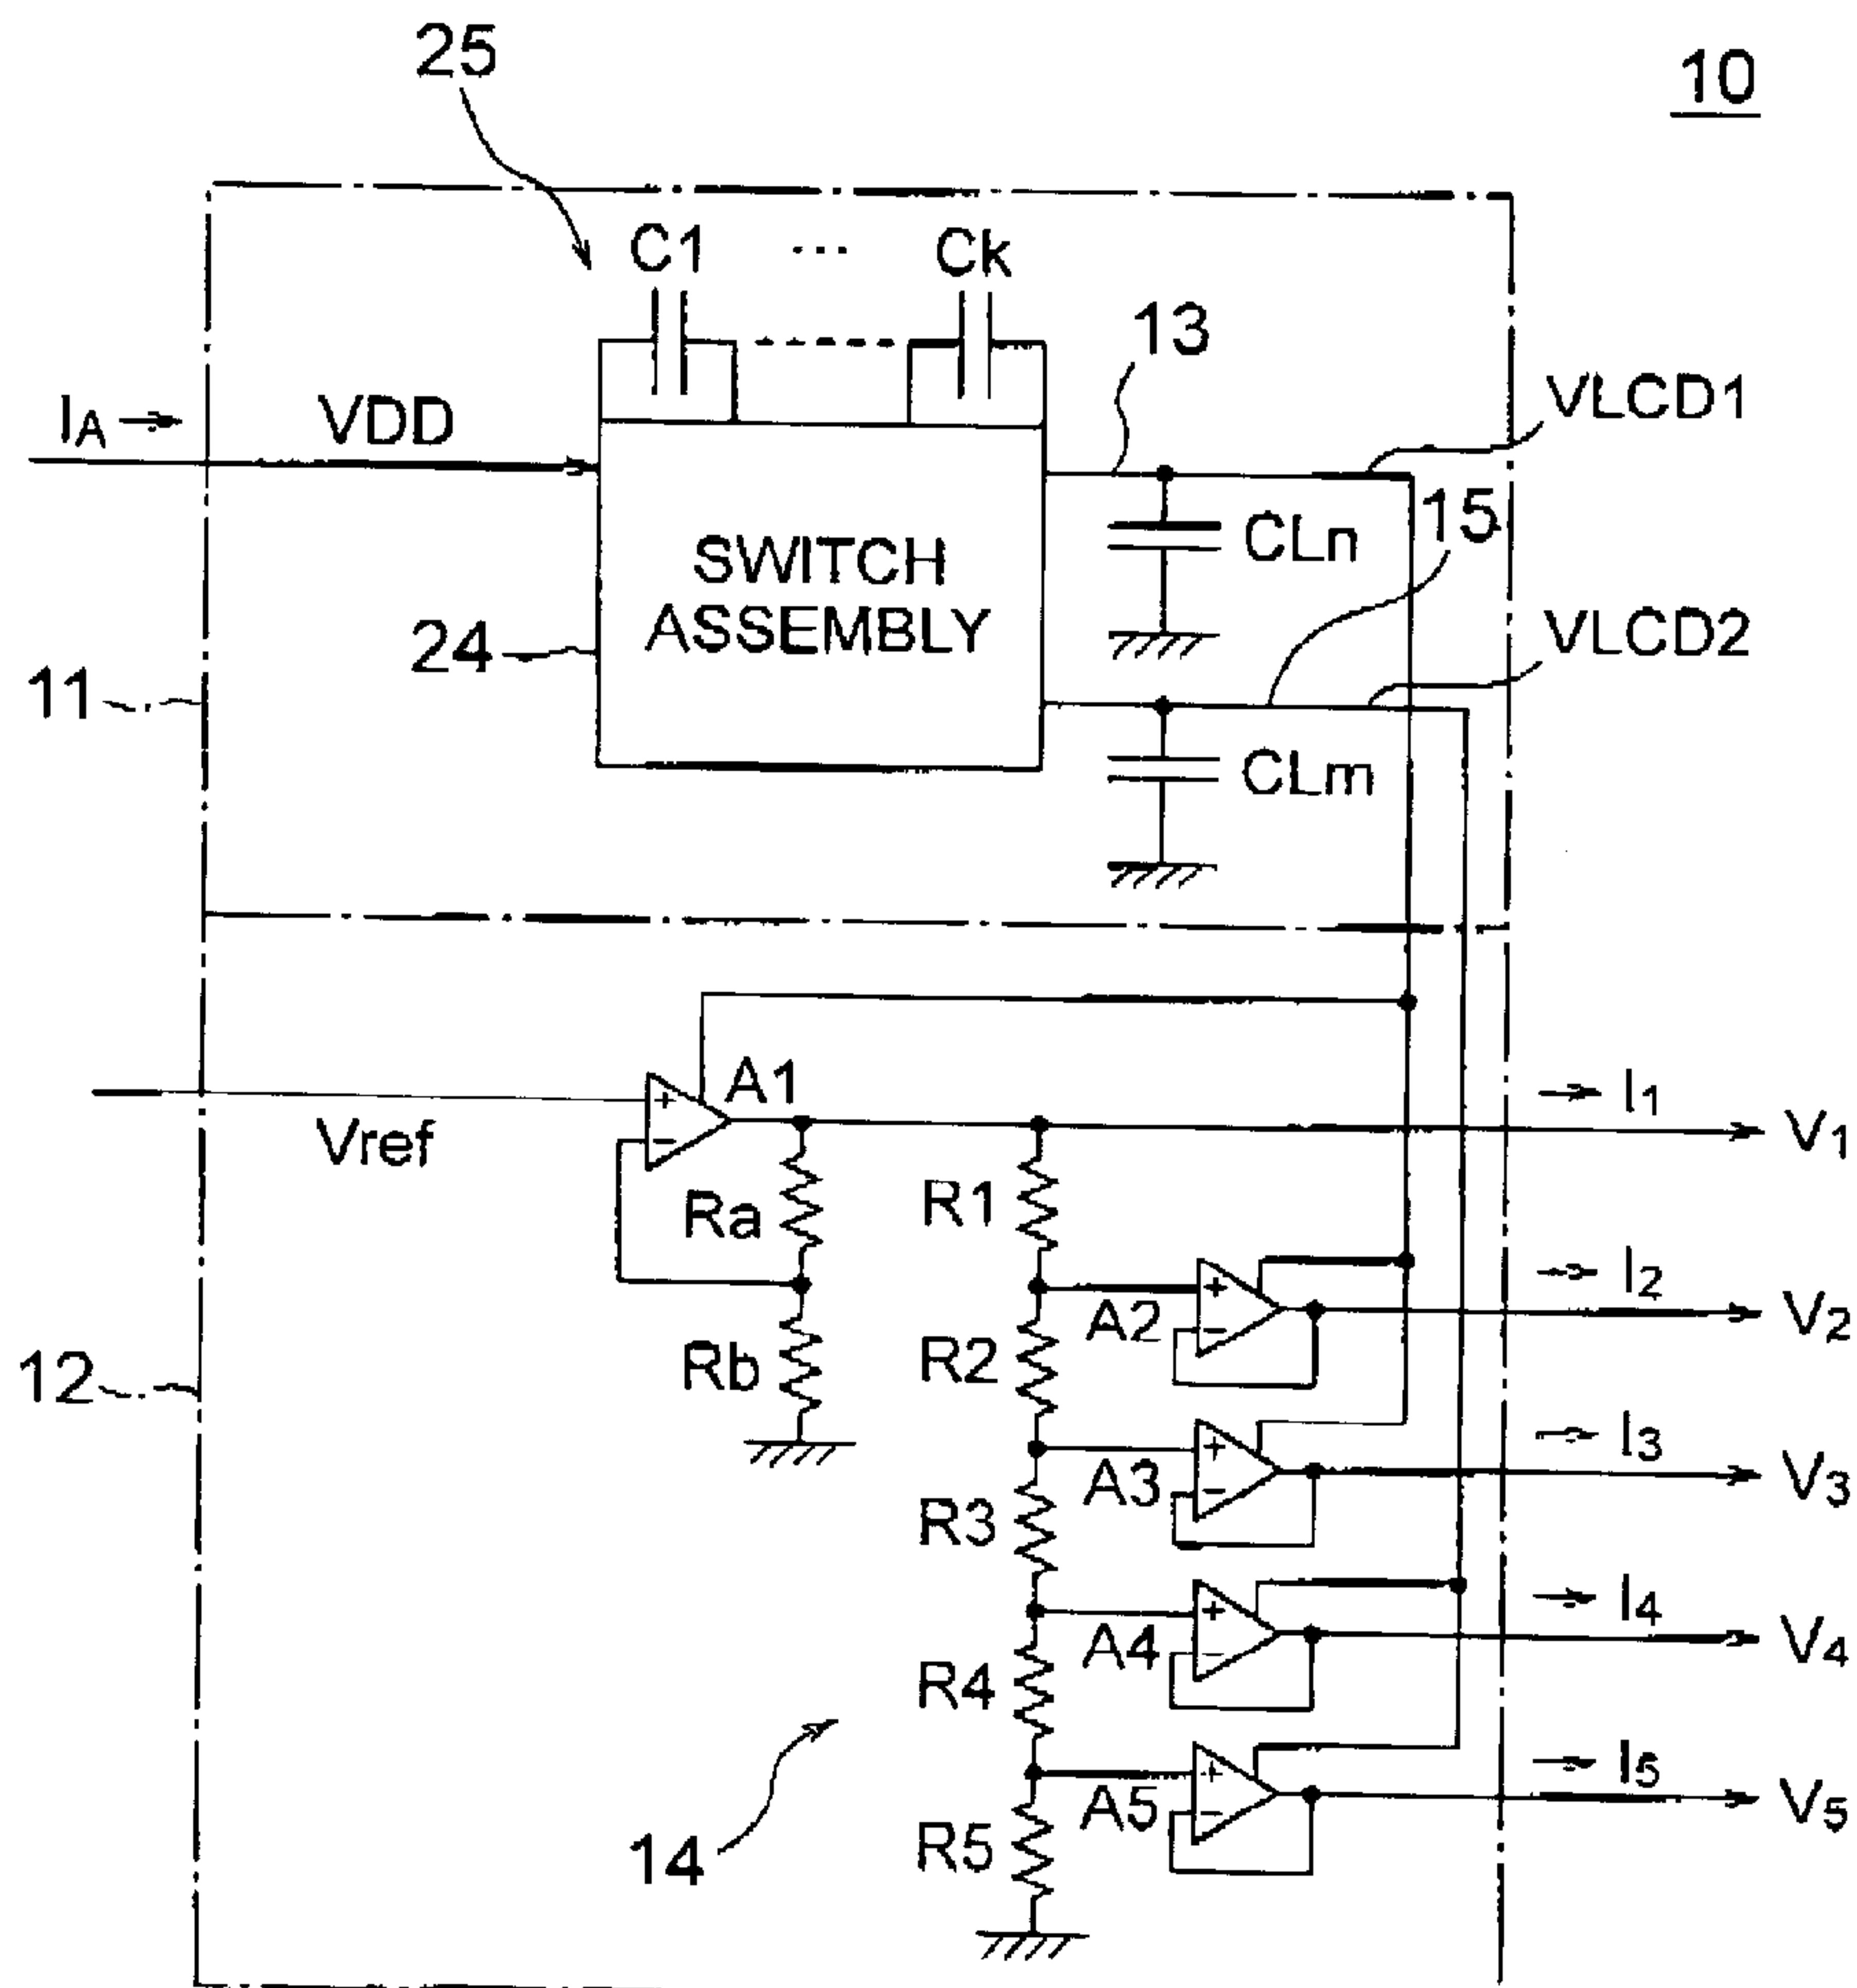 25
10
C1 ... Ck
13
IA VDD
VLCD1
15
CLn
SWITCH
ASSEMBLY
24
VLCD2
11
CLm
A1
I1
V1
Vref
Ra
R1
I2
A2
V2
Rb
R2
12
I3
A3
V3
R3
I4
A4
V4
R4
I5
A5
V5
14
R5